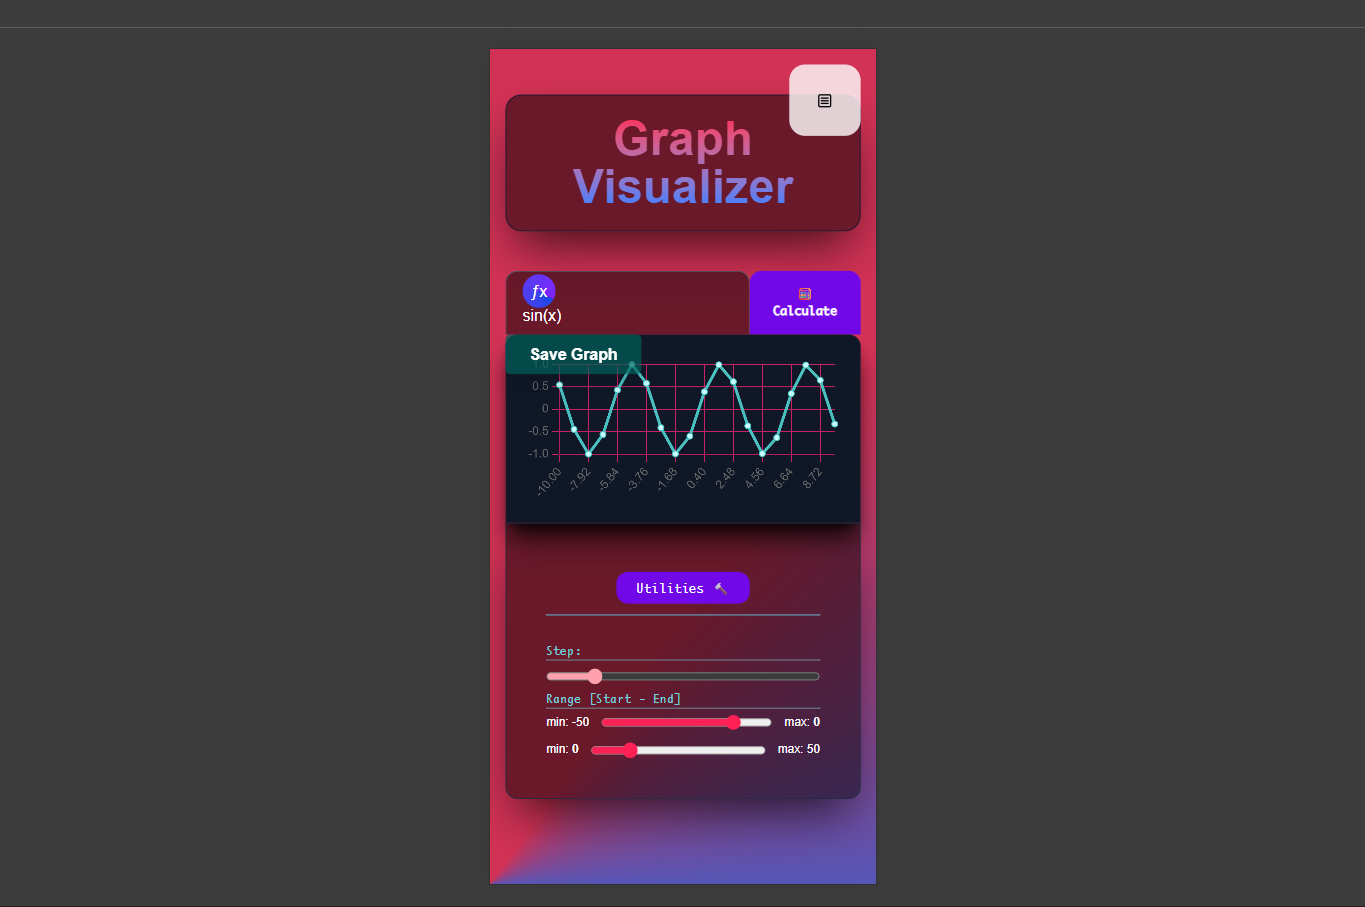 Graph
Visualizer
ƒx
sin(x)
Calculate
Save Graph
1.0
0.5
0
-0.5
-1.0
-10.00 -7.92 -5.84 -3.76 -1.68 0.40 2.48 4.56 6.64 8.72
Utilities
Step:
Range [Start - End]
min: -50 max: 0
min: 0 max: 50